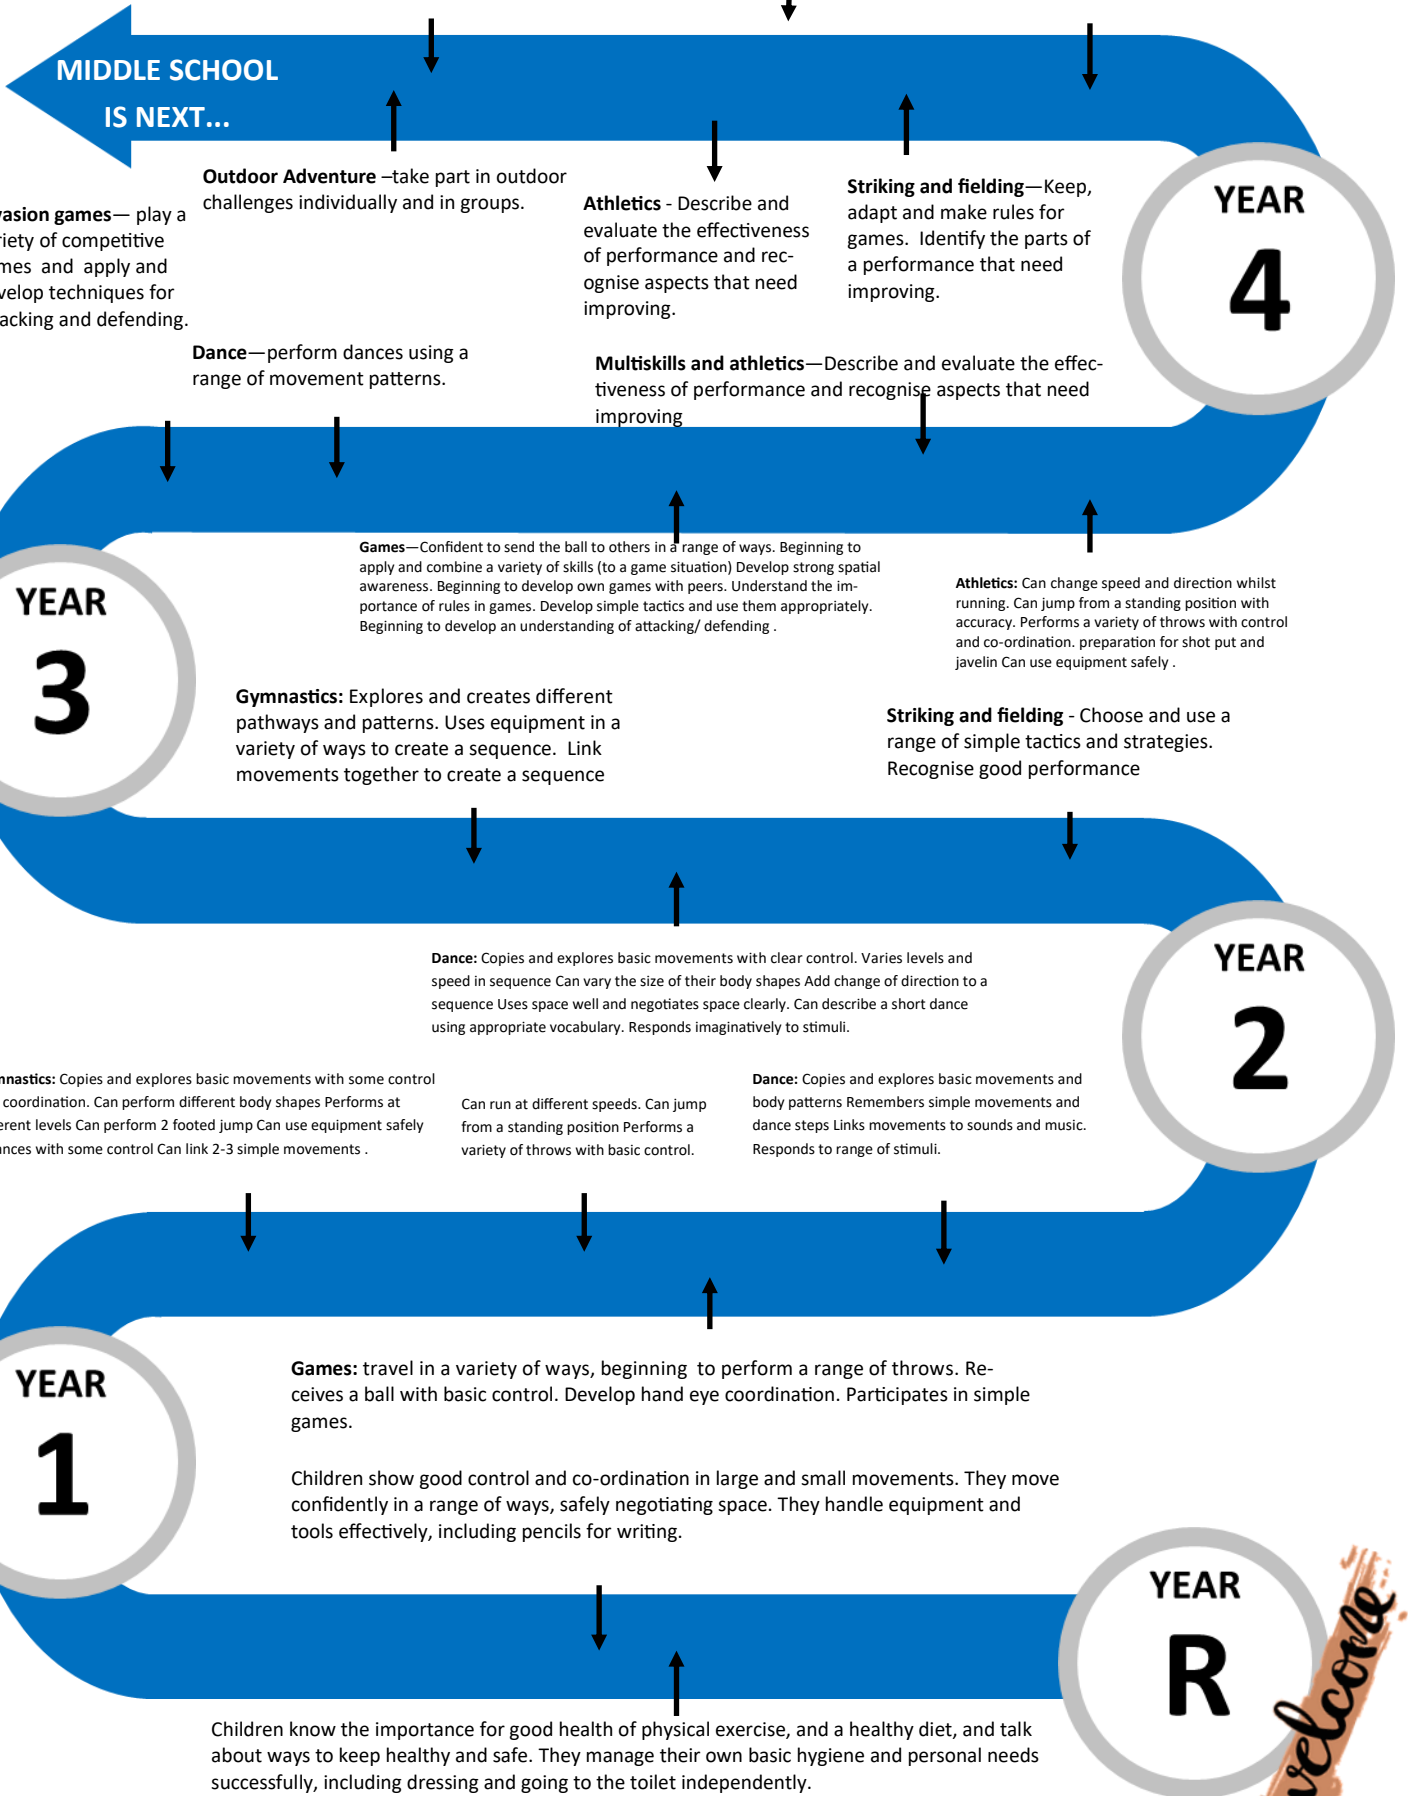 MIDDLE SCHOOL
IS NEXT...
Outdoor Adventure –take part in outdoor
challenges individually and in groups.
Athletics - Describe and
evaluate the effectiveness
of performance and rec-
ognise aspects that need
improving.
Striking and fielding—Keep,
adapt and make rules for
games. Identify the parts of
a performance that need
improving.
YEAR
4
games— play a
of competitive
and apply and
techniques for
and defending.
Dance—perform dances using a
range of movement patterns.
Multiskills and athletics—Describe and evaluate the effec-
tiveness of performance and recognise aspects that need
improving
YEAR
3
Games—Confident to send the ball to others in a range of ways. Beginning to
apply and combine a variety of skills (to a game situation) Develop strong spatial
awareness. Beginning to develop own games with peers. Understand the im-
portance of rules in games. Develop simple tactics and use them appropriately.
Beginning to develop an understanding of attacking/ defending .
Athletics: Can change speed and direction whilst
running. Can jump from a standing position with
accuracy. Performs a variety of throws with control
and co-ordination. preparation for shot put and
javelin Can use equipment safely .
Gymnastics: Explores and creates different
pathways and patterns. Uses equipment in a
variety of ways to create a sequence. Link
movements together to create a sequence
Striking and fielding - Choose and use a
range of simple tactics and strategies.
Recognise good performance
YEAR
2
Dance: Copies and explores basic movements with clear control. Varies levels and
speed in sequence Can vary the size of their body shapes Add change of direction to a
sequence Uses space well and negotiates space clearly. Can describe a short dance
using appropriate vocabulary. Responds imaginatively to stimuli.
Copies and explores basic movements with some control
coordination. Can perform different body shapes Performs at
levels Can perform 2 footed jump Can use equipment safely
with some control Can link 2-3 simple movements .
Can run at different speeds. Can jump
from a standing position Performs a
variety of throws with basic control.
Dance: Copies and explores basic movements and
body patterns Remembers simple movements and
dance steps Links movements to sounds and music.
Responds to range of stimuli.
YEAR
1
Games: travel in a variety of ways, beginning to perform a range of throws. Re-
ceives a ball with basic control. Develop hand eye coordination. Participates in simple
games.
Children show good control and co-ordination in large and small movements. They move
confidently in a range of ways, safely negotiating space. They handle equipment and
tools effectively, including pencils for writing.
YEAR
R
welcome
Children know the importance for good health of physical exercise, and a healthy diet, and talk
about ways to keep healthy and safe. They manage their own basic hygiene and personal needs
successfully, including dressing and going to the toilet independently.